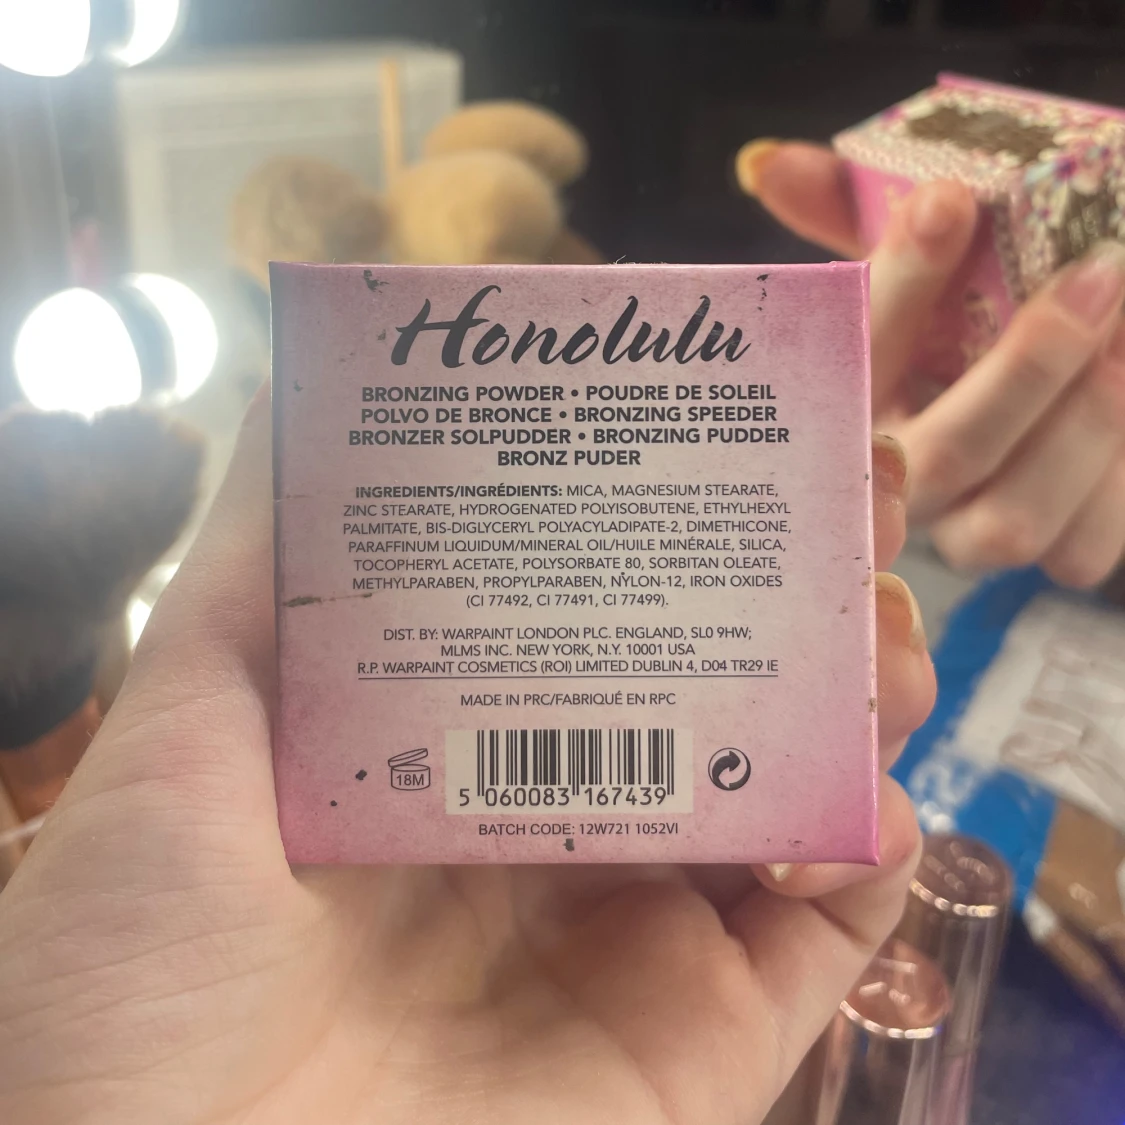 Honolulu
BRONZING POWDER • POUDRE DE SOLEIL
POLVO DE BRONCE • BRONZING SPEEDER
BRONZER SOLPUDDER • BRONZING PUDDER
BRONZ PUDER
INGREDIENTS/INGRÉDIENTS: MICA, MAGNESIUM STEARATE,
ZINC STEARATE, HYDROGENATED POLYISOBUTENE, ETHYLHEXYL
PALMITATE, BIS-DIGLYCERYL POLYACYLADIPATE-2, DIMETHICONE,
PARAFFINUM LIQUIDUM/MINERAL OIL/HUILE MINÉRALE, SILICA,
TOCOPHERYL ACETATE, POLYSORBATE 80, SORBITAN OLEATE,
METHYLPARABEN, PROPYLPARABEN, NYLON-12, IRON OXIDES
(CI 77492, CI 77491, CI 77499).
DIST. BY: WARPAINT LONDON PLC. ENGLAND, SL0 9HW;
MLMS INC. NEW YORK, N.Y. 10001 USA
R.P. WARPAINT COSMETICS (ROI) LIMITED DUBLIN 4, D04 TR29 IE
MADE IN PRC/FABRIQUÉ EN RPC
18M
5 060083 167439
BATCH CODE: 12W721 1052VI